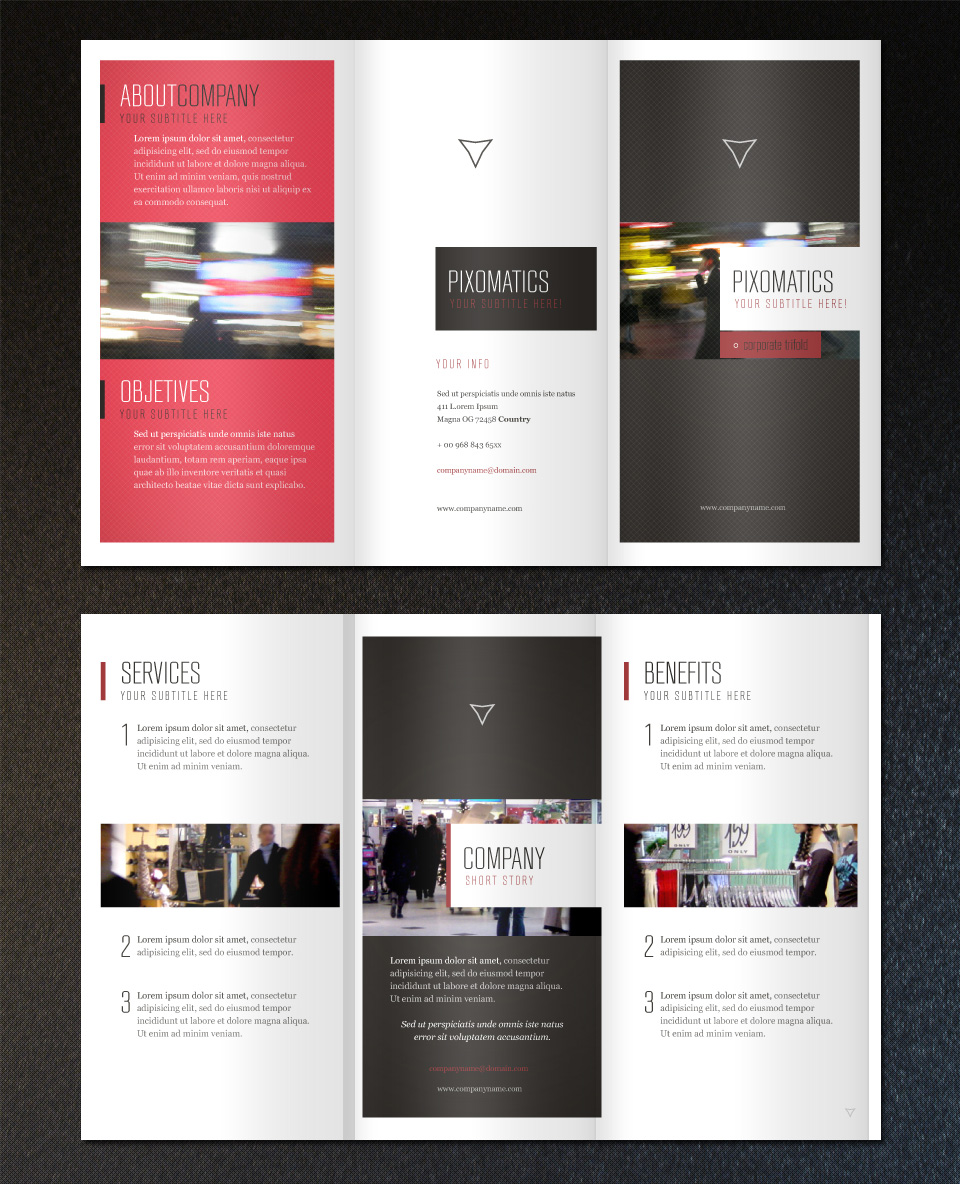 ABOUTCOMPANY
YOUR SUBTITLE HERE
Lorem ipsum dolor sit amet, consectetur
adipisicing elit, sed do eiusmod tempor
incididunt ut labore et dolore magna aliqua.
Ut enim ad minim veniam, quis nostrud
exercitation ullamco laboris nisi ut aliquip ex
ea commodo consequat.
OBJETIVES
YOUR SUBTITLE HERE
Sed ut perspiciatis unde omnis iste natus
error sit voluptatem accusantium doloremque
laudantium, totam rem aperiam, eaque ipsa
quae ab illo inventore veritatis et quasi
architecto beatae vitae dicta sunt explicabo.
PIXOMATICS
YOUR SUBTITLE HERE!
YOUR INFO
Sed ut perspiciatis unde omnis iste natus
411 L.orem Ipsum
Magna OG 72458 Country
+ 00 968 843 65xx
companyname@domain.com
www.companyname.com
PIXOMATICS
YOUR SUBTITLE HERE!
corporate trifold
www.companyname.com
SERVICES
YOUR SUBTITLE HERE
1 Lorem ipsum dolor sit amet, consectetur
adipisicing elit, sed do eiusmod tempor
incididunt ut labore et dolore magna aliqua.
Ut enim ad minim veniam.
2 Lorem ipsum dolor sit amet, consectetur
adipisicing elit, sed do eiusmod tempor.
3 Lorem ipsum dolor sit amet, consectetur
adipisicing elit, sed do eiusmod tempor
incididunt ut labore et dolore magna aliqua.
Ut enim ad minim veniam.
COMPANY
SHORT STORY
Lorem ipsum dolor sit amet, consectetur
adipisicing elit, sed do eiusmod tempor
incididunt ut labore et dolore magna aliqua.
Ut enim ad minim veniam.
Sed ut perspiciatis unde omnis iste natus
error sit voluptatem accusantium.
companyname@domain.com
www.companyname.com
BENEFITS
YOUR SUBTITLE HERE
1 Lorem ipsum dolor sit amet, consectetur
adipisicing elit, sed do eiusmod tempor
incididunt ut labore et dolore magna aliqua.
Ut enim ad minim veniam.
199 159
ONLY ONLY
2 Lorem ipsum dolor sit amet, consectetur
adipisicing elit, sed do eiusmod tempor.
3 Lorem ipsum dolor sit amet, consectetur
adipisicing elit, sed do eiusmod tempor
incididunt ut labore et dolore magna aliqua.
Ut enim ad minim veniam.